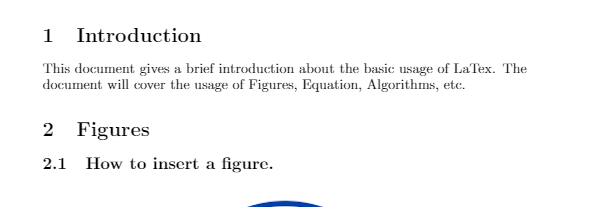 1 Introduction
This document gives a brief introduction about the basic usage of LaTex. The
document will cover the usage of Figures, Equation, Algorithms, etc.
2 Figures
2.1 How to insert a figure.